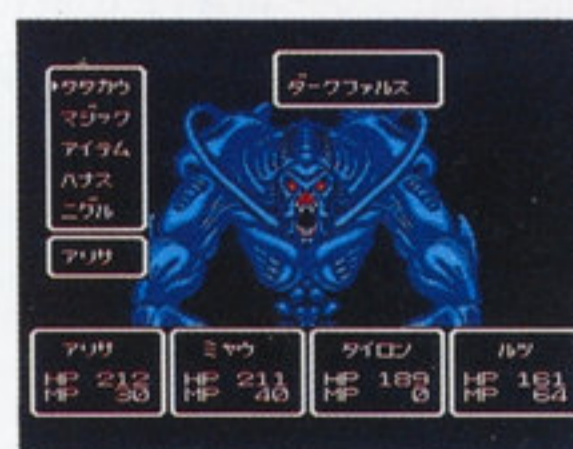 タタカウ
マジック
アイテム
ハナス
ニゲル
ダークファルス
アリサ
アリサ
HP 212
MP 30
ミャウ
HP 211
MP 40
タイロン
HP 189
MP 0
ルツ
HP 161
MP 64